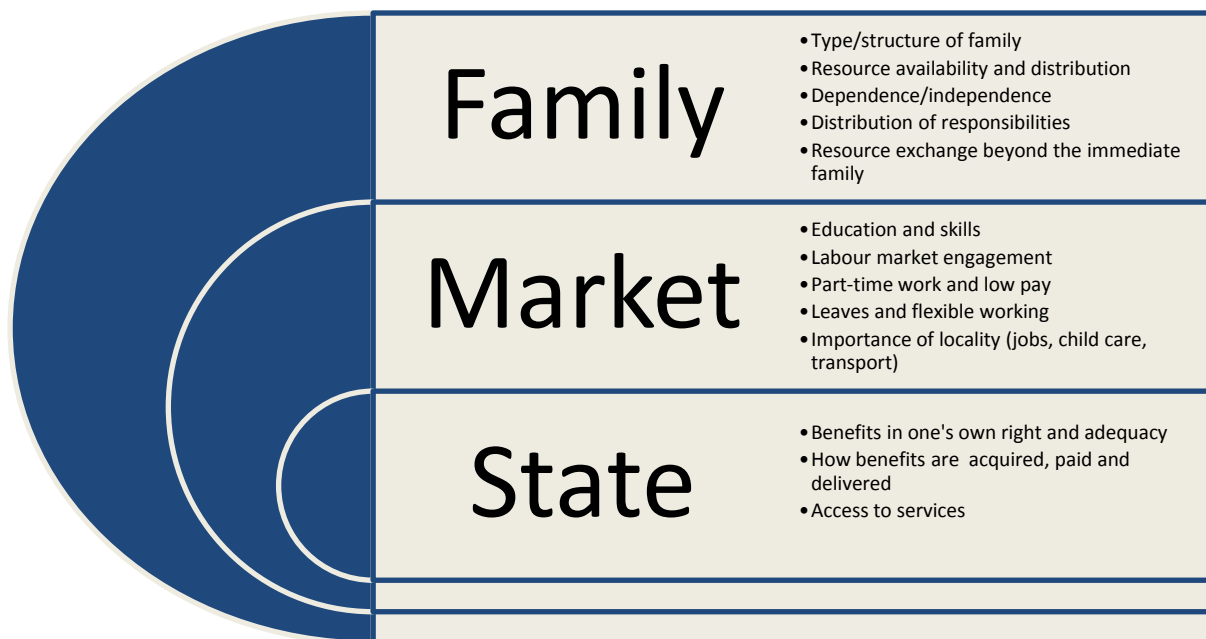 Family
•Type/structure of family
•Resource availability and distribution
•Dependence/independence
•Distribution of responsibilities
•Resource exchange beyond the immediate
family
Market
•Education and skills
•Labour market engagement
•Part-time work and low pay
•Leaves and flexible working
•Importance of locality (jobs, child care,
transport)
State
•Benefits in one's own right and adequacy
•How benefits are  acquired, paid and
delivered
•Access to services